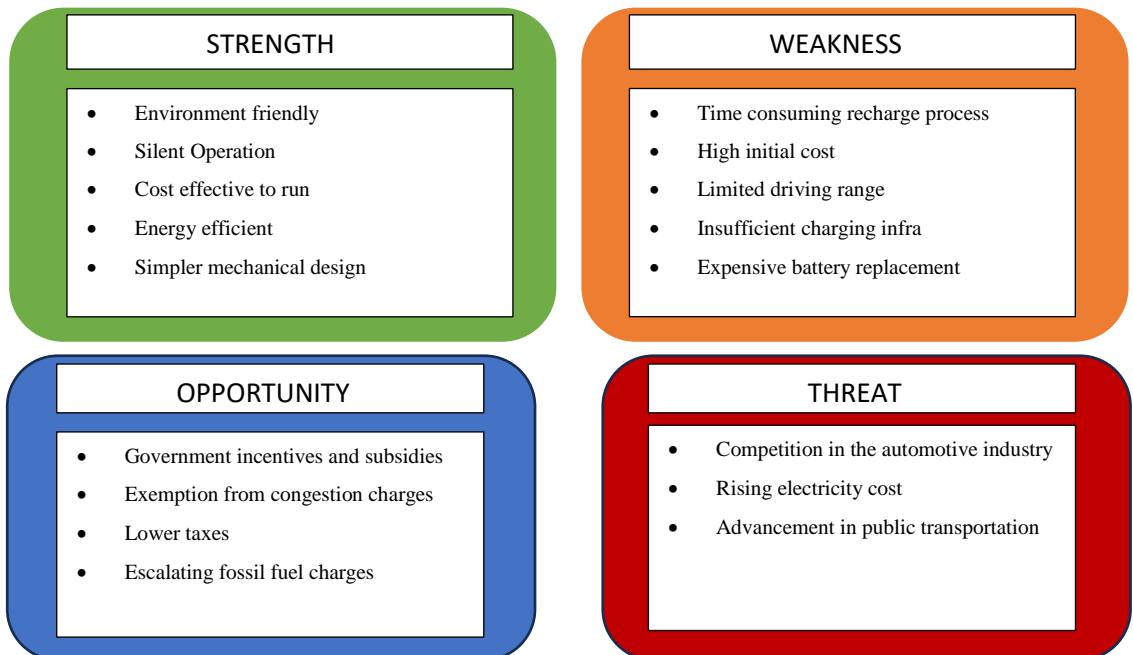 STRENGTH
• Environment friendly
• Silent Operation
• Cost effective to run
• Energy efficient
• Simpler mechanical design
WEAKNESS
• Time consuming recharge process
• High initial cost
• Limited driving range
• Insufficient charging infra
• Expensive battery replacement
OPPORTUNITY
• Government incentives and subsidies
• Exemption from congestion charges
• Lower taxes
• Escalating fossil fuel charges
THREAT
• Competition in the automotive industry
• Rising electricity cost
• Advancement in public transportation